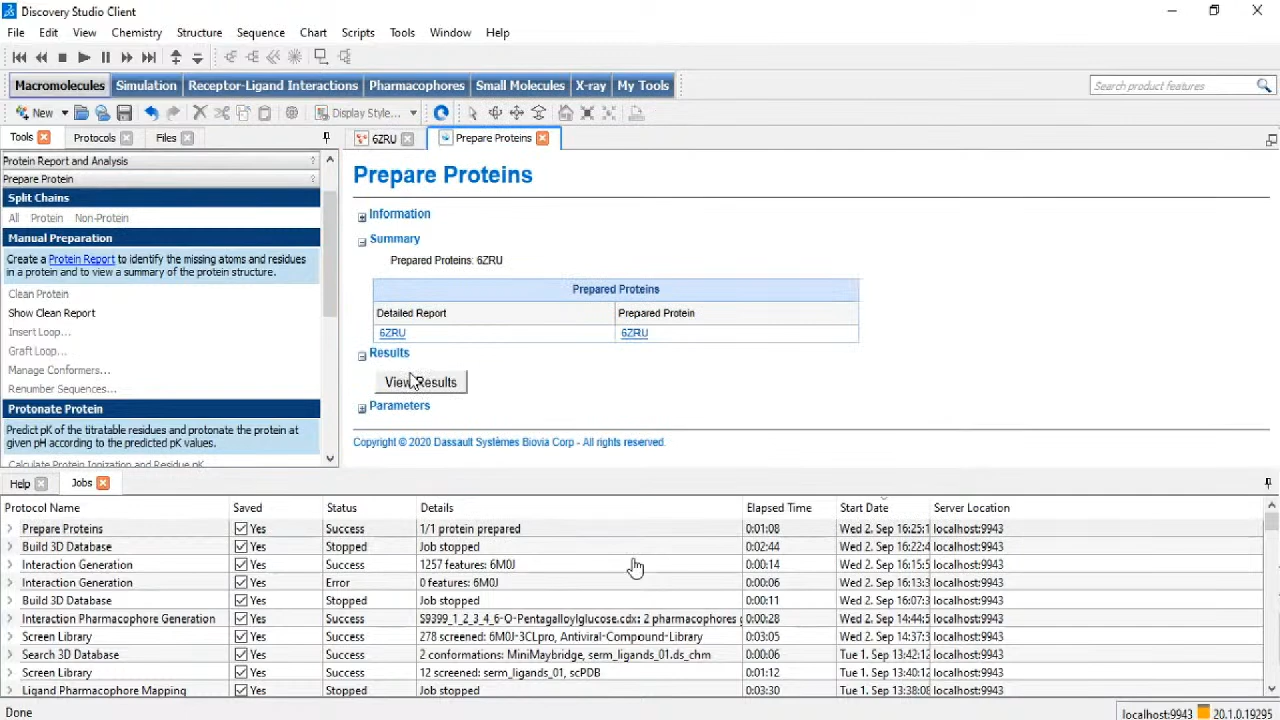 Discovery Studio Client
File Edit View Chemistry Structure Sequence Chart Scripts Tools Window Help
Macromolecules Simulation Receptor-Ligand Interactions Pharmacophores Small Molecules X-ray My Tools Search product features
New Display Style...
Tools Protocols Files 6ZRU Prepare Proteins
Protein Report and Analysis
Prepare Protein
Split Chains
All Protein Non-Protein
Manual Preparation
Create a Protein Report to identify the missing atoms and residues
in a protein and to view a summary of the protein structure.
Clean Protein
Show Clean Report
Insert Loop...
Graft Loop...
Manage Conformers...
Renumber Sequences...
Protonate Protein
Predict pK of the titratable residues and protonate the protein at
given pH according to the predicted pK values.
Calculate Protein Ionization and Residue pK
Prepare Proteins
Information
Summary
Prepared Proteins: 6ZRU
Prepared Proteins
Detailed Report Prepared Protein
6ZRU 6ZRU
Results
View Results
Parameters
Copyright © 2020 Dassault Systèmes Biovia Corp - All rights reserved.
Help Jobs
Protocol Name Saved Status Details Elapsed Time Start Date Server Location
Prepare Proteins Yes Success 1/1 protein prepared 0:01:08 Wed 2. Sep 16:25:1 localhost:9943
Build 3D Database Yes Stopped Job stopped 0:02:44 Wed 2. Sep 16:22:4 localhost:9943
Interaction Generation Yes Success 1257 features: 6M0J 0:00:14 Wed 2. Sep 16:15:5 localhost:9943
Interaction Generation Yes Error 0 features: 6M0J 0:00:06 Wed 2. Sep 16:13:3 localhost:9943
Build 3D Database Yes Stopped Job stopped 0:00:11 Wed 2. Sep 16:07:3 localhost:9943
Interaction Pharmacophore Generation Yes Success S9399_1_2_3_4_6-O-Pentagalloylglucose.cdx: 2 pharmacophores g 0:00:28 Wed 2. Sep 14:44:5 localhost:9943
Screen Library Yes Success 278 screened: 6M0J-3CLpro, Antiviral-Compound-Library 0:03:05 Wed 2. Sep 14:37:3 localhost:9943
Search 3D Database Yes Success 2 conformations: MiniMaybridge, serm_ligands_01.ds_chm 0:00:06 Tue 1. Sep 13:42:12 localhost:9943
Screen Library Yes Success 12 screened: serm_ligands_01, scPDB 0:01:12 Tue 1. Sep 13:40:13 localhost:9943
Ligand Pharmacophore Mapping Yes Stopped Job stopped 0:03:30 Tue 1. Sep 13:38:08 localhost:9943
Done localhost:9943 20.1.0.19295